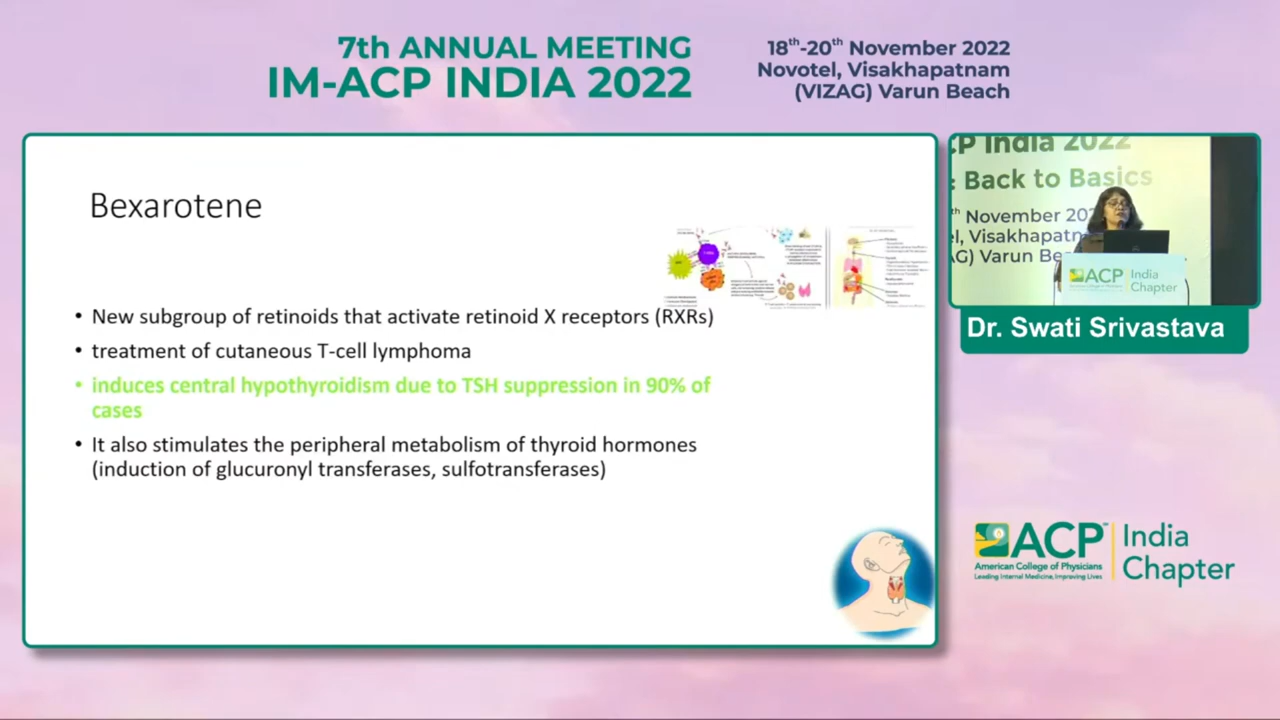 7th ANNUAL MEETING
IM-ACP INDIA 2022
18th-20th November 2022
Novotel, Visakhapatnam
(VIZAG) Varun Beach
Bexarotene
• New subgroup of retinoids that activate retinoid X receptors (RXRs)
• treatment of cutaneous T-cell lymphoma
• induces central hypothyroidism due to TSH suppression in 90% of
cases
• It also stimulates the peripheral metabolism of thyroid hormones
(induction of glucuronyl transferases, sulfotransferases)
P India 2022
: Back to Basics
th November 20
l, Visakhapatn
AG) Varun Be
ACP India
Chapter
Dr. Swati Srivastava
ACP India
American College of Physicians Chapter
Leading Internal Medicine, Improving Lives